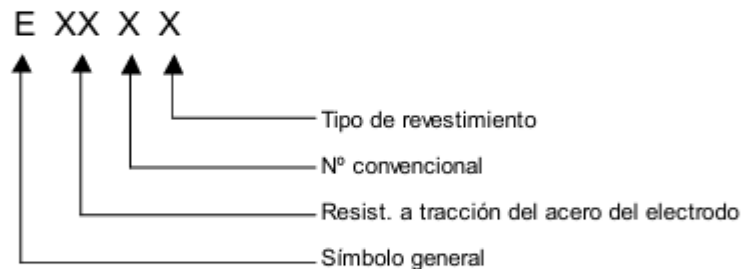 E XX X X
Tipo de revestimiento
Nº convencional
Resist. a tracción del acero del electrodo
Símbolo general